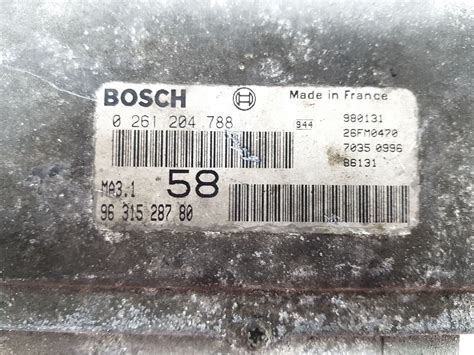 BOSCH Made in France
0 261 204 788 944 980131
26FM0470
7035 0996
86131
MA3.1 58
96 315 287 80